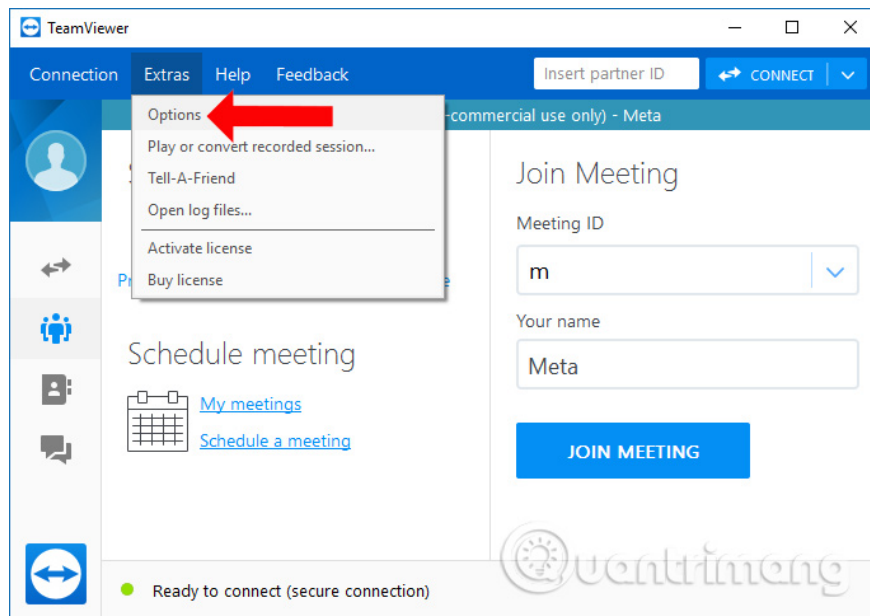 TeamViewer
Connection Extras Help Feedback
Insert partner ID
CONNECT
-commercial use only) - Meta
Options
Play or convert recorded session...
Tell-A-Friend
Open log files...
Activate license
Buy license
Join Meeting
Meeting ID
m
Your name
Meta
JOIN MEETING
Schedule meeting
My meetings
Schedule a meeting
Ready to connect (secure connection)
Quantrimang